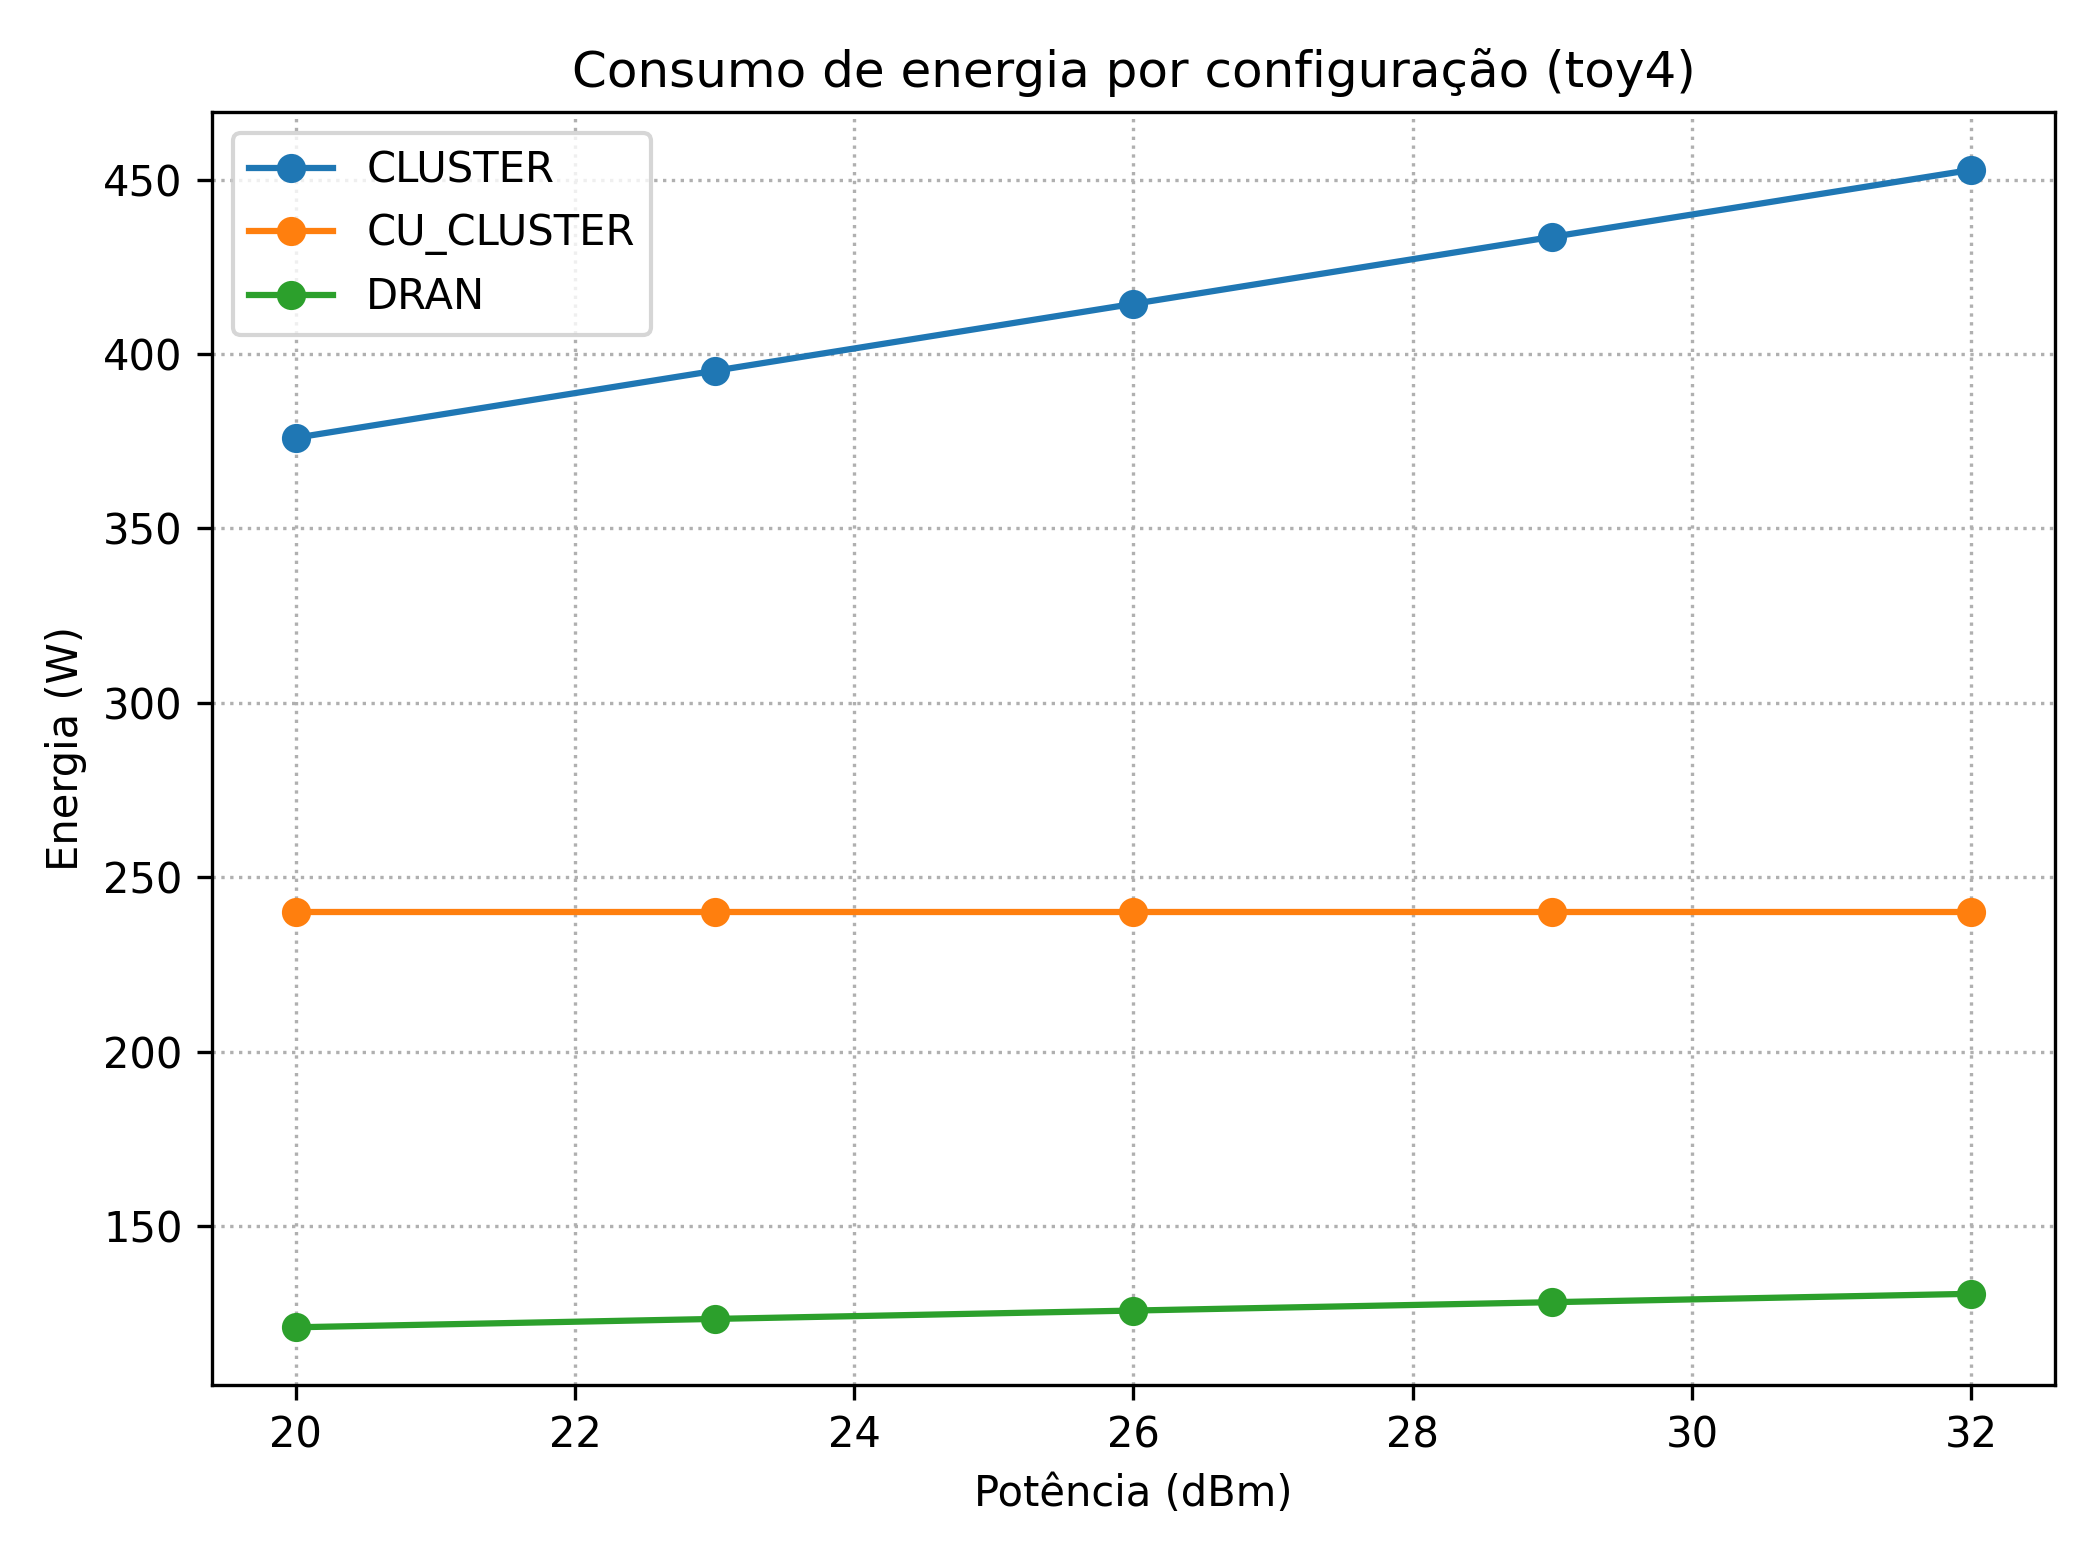 Consumo de energia por configuração (toy4)
CLUSTER
CU_CLUSTER
DRAN
450
400
350
300
250
200
150
Energia (W)
20 22 24 26 28 30 32
Potência (dBm)